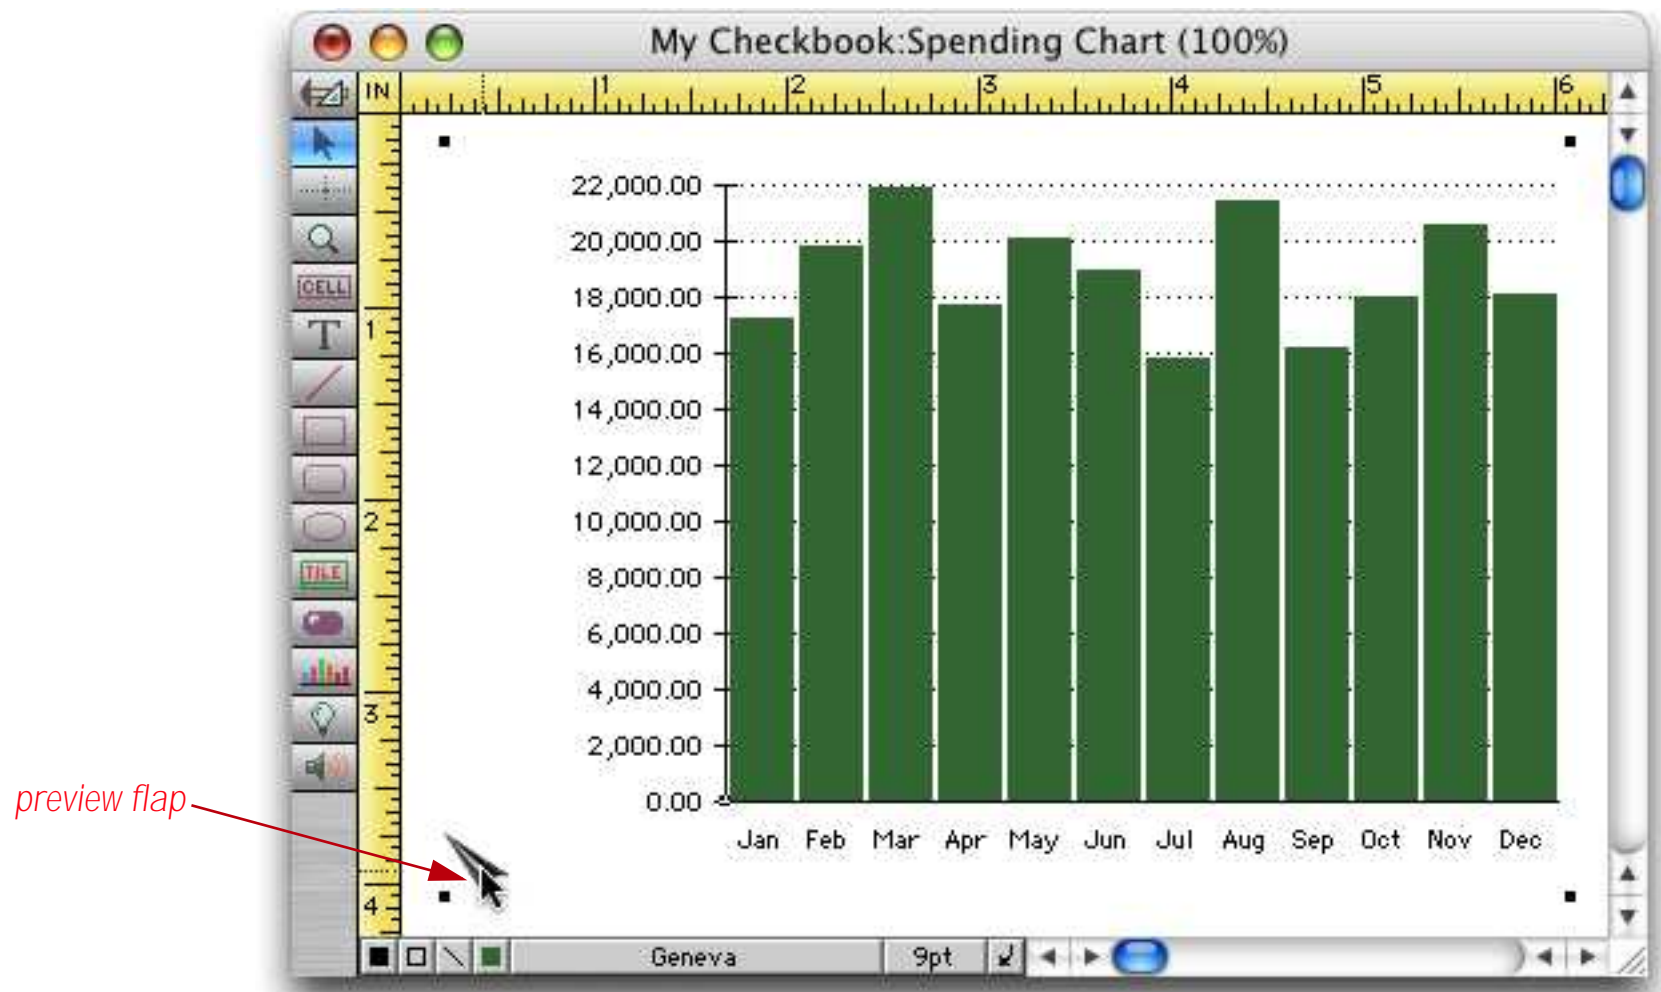 My Checkbook:Spending Chart (100%)
IN 1 2 3 4 5 6
22,000.00
20,000.00
18,000.00
CELL
16,000.00
T 1
14,000.00
12,000.00
10,000.00
2
8,000.00
TILE
6,000.00
4,000.00
3
2,000.00
0.00
preview flap
Jan Feb Mar Apr May Jun Jul Aug Sep Oct Nov Dec
4
Geneva 9pt